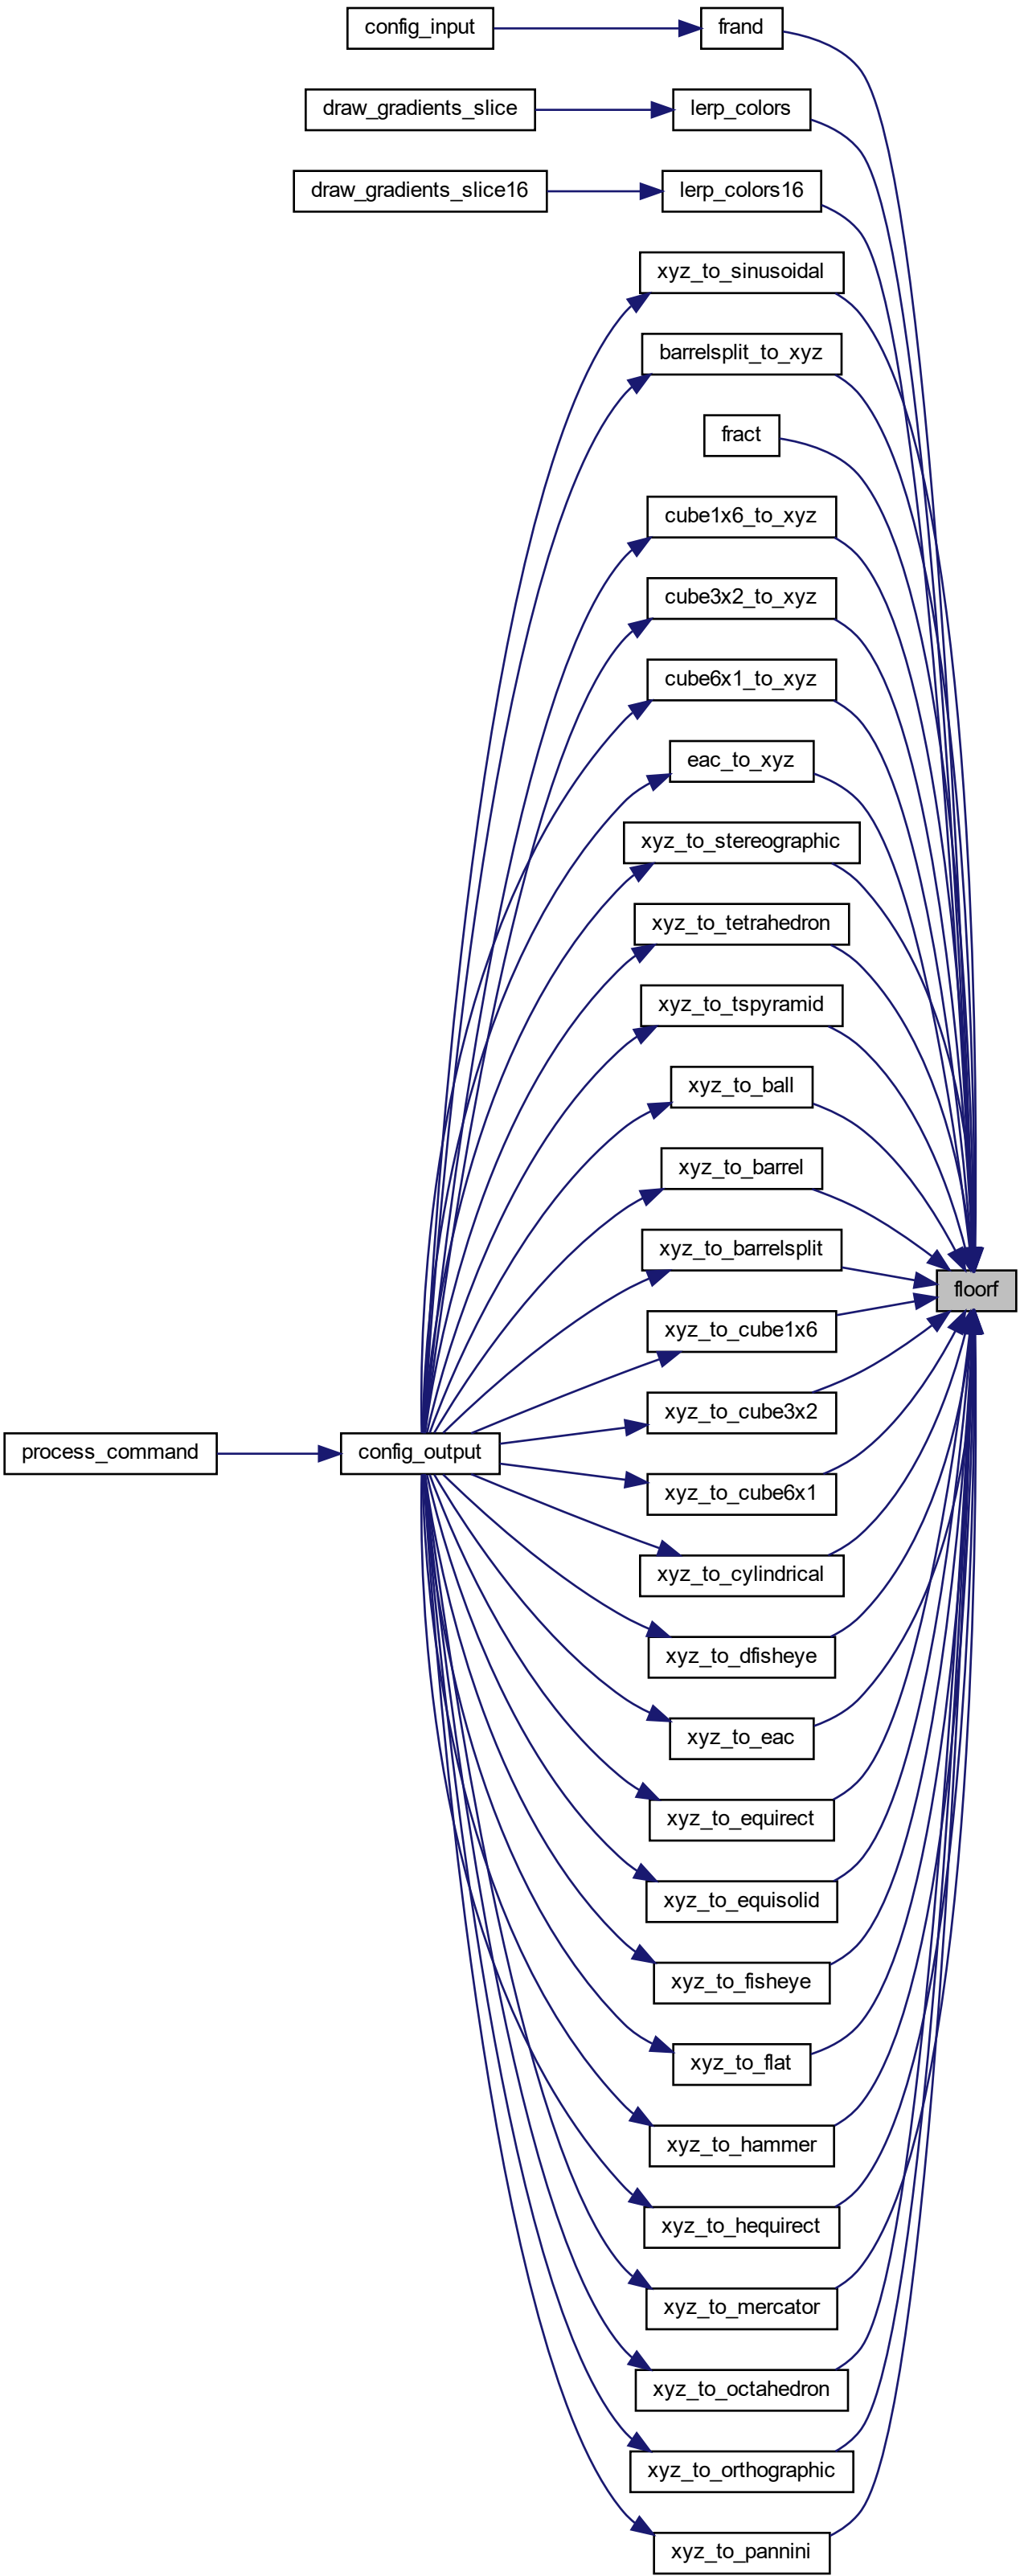 config_input
frand
draw_gradients_slice
lerp_colors
draw_gradients_slice16
lerp_colors16
xyz_to_sinusoidal
barrelsplit_to_xyz
fract
cube1x6_to_xyz
cube3x2_to_xyz
cube6x1_to_xyz
eac_to_xyz
xyz_to_stereographic
xyz_to_tetrahedron
xyz_to_tspyramid
xyz_to_ball
xyz_to_barrel
xyz_to_barrelsplit
floorf
xyz_to_cube1x6
xyz_to_cube3x2
process_command
config_output
xyz_to_cube6x1
xyz_to_cylindrical
xyz_to_dfisheye
xyz_to_eac
xyz_to_equirect
xyz_to_equisolid
xyz_to_fisheye
xyz_to_flat
xyz_to_hammer
xyz_to_hequirect
xyz_to_mercator
xyz_to_octahedron
xyz_to_orthographic
xyz_to_pannini